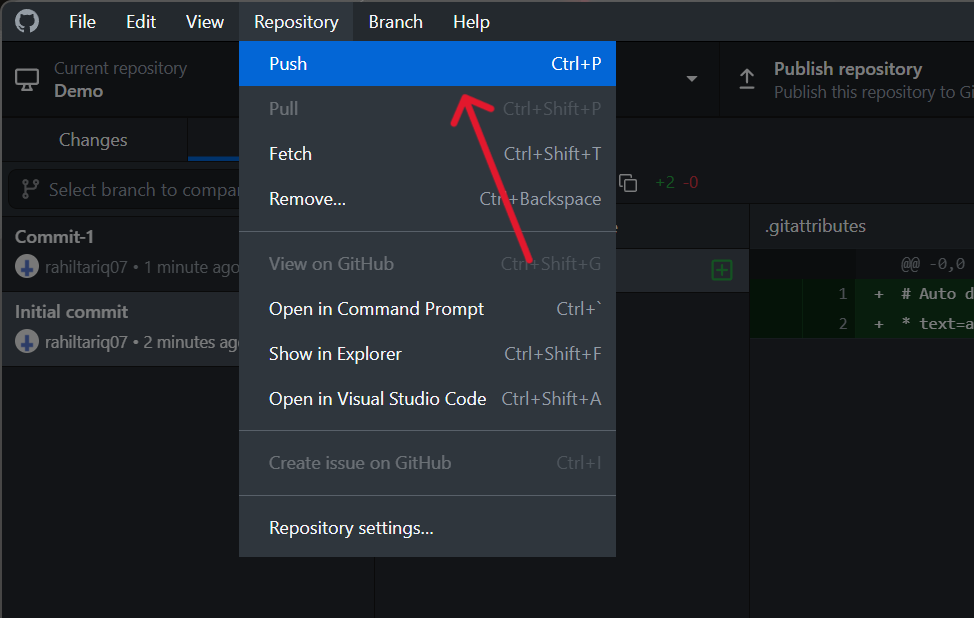 File Edit View Repository Branch Help
Current repository
Demo
Publish repository
Publish this repository to
Changes
Select branch to
+2 -0
Commit-1
rahiltariq07 • 1 minute ago
Initial commit
rahiltariq07 • 2 minutes
Push Ctrl+P
Pull Ctrl+Shift+P
Fetch Ctrl+Shift+T
Remove... Ctrl+Backspace
View on GitHub Ctrl+Shift+G
Open in Command Prompt Ctrl+`
Show in Explorer Ctrl+Shift+F
Open in Visual Studio Code Ctrl+Shift+A
Create issue on GitHub Ctrl+I
Repository settings...
.gitattributes
@@ -0,0
1 + # Auto
2 + *